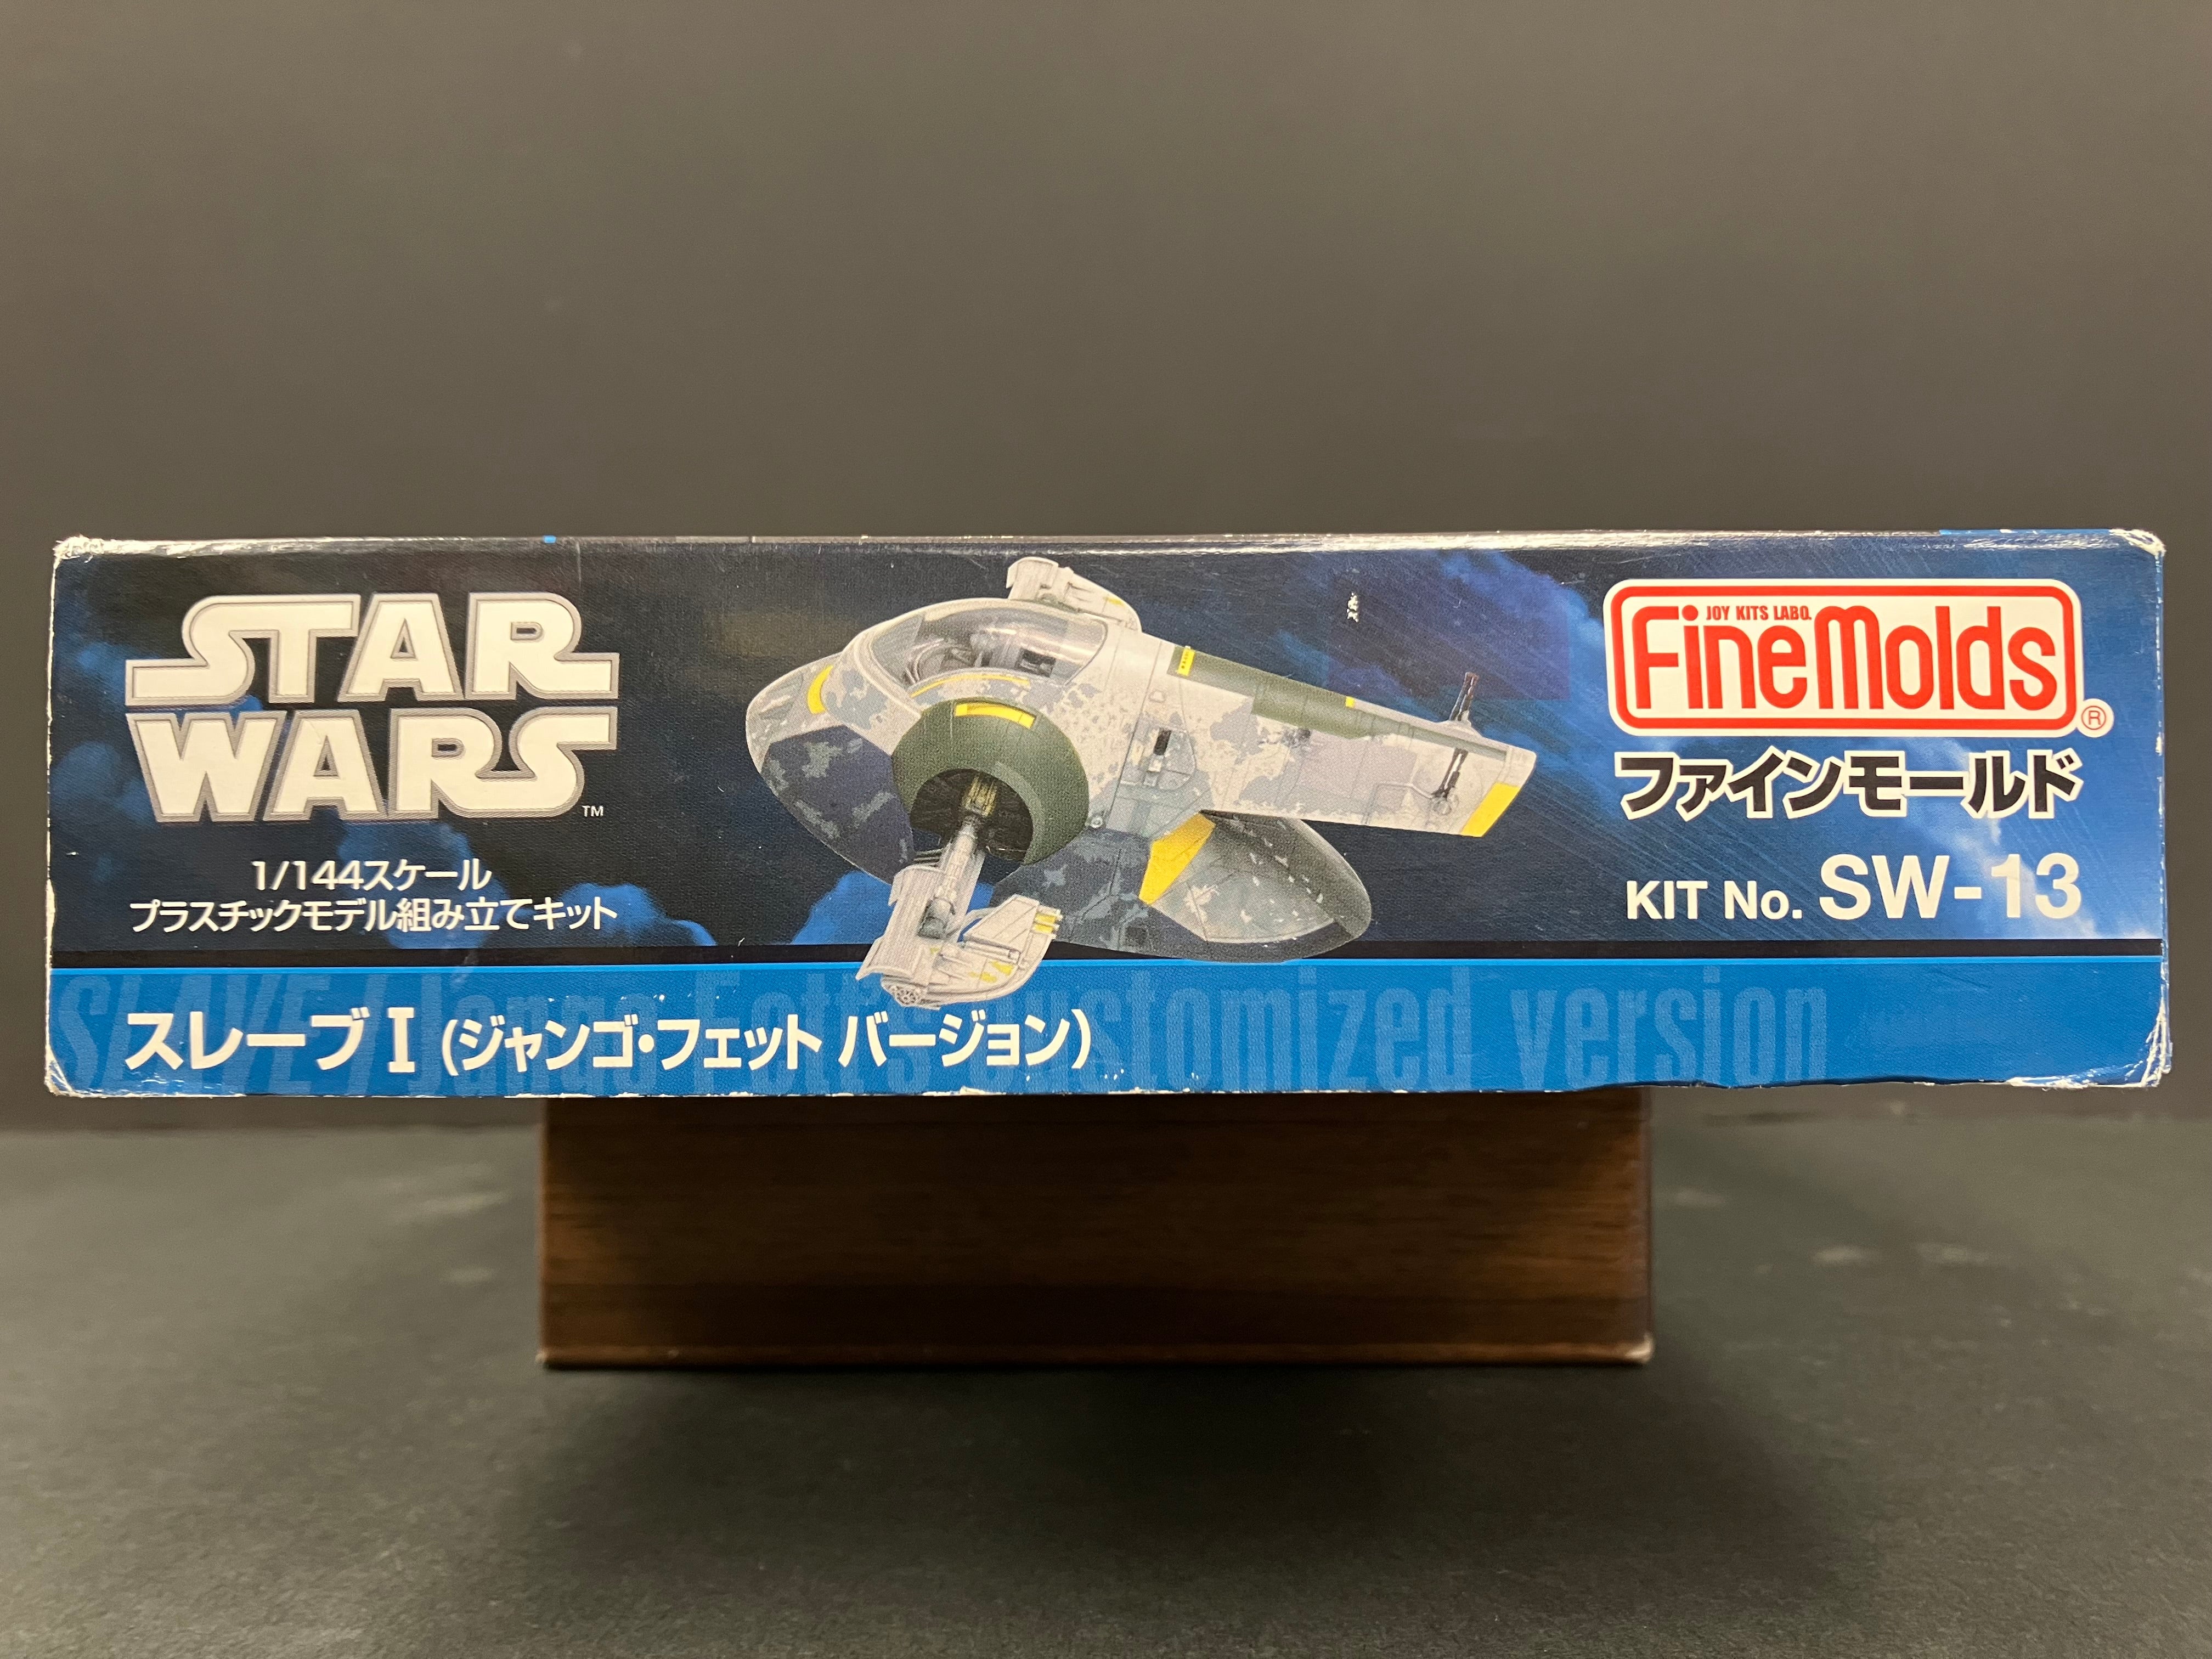 STAR
WARS
TM
1/144スケール
プラスチックモデル組み立てキット
JOY KITS LABO.
FineMolds
®
ファインモールド
KIT No. SW-13
SLAVE I Jango Fett's customized version
スレーブ I (ジャンゴ・フェット バージョン)